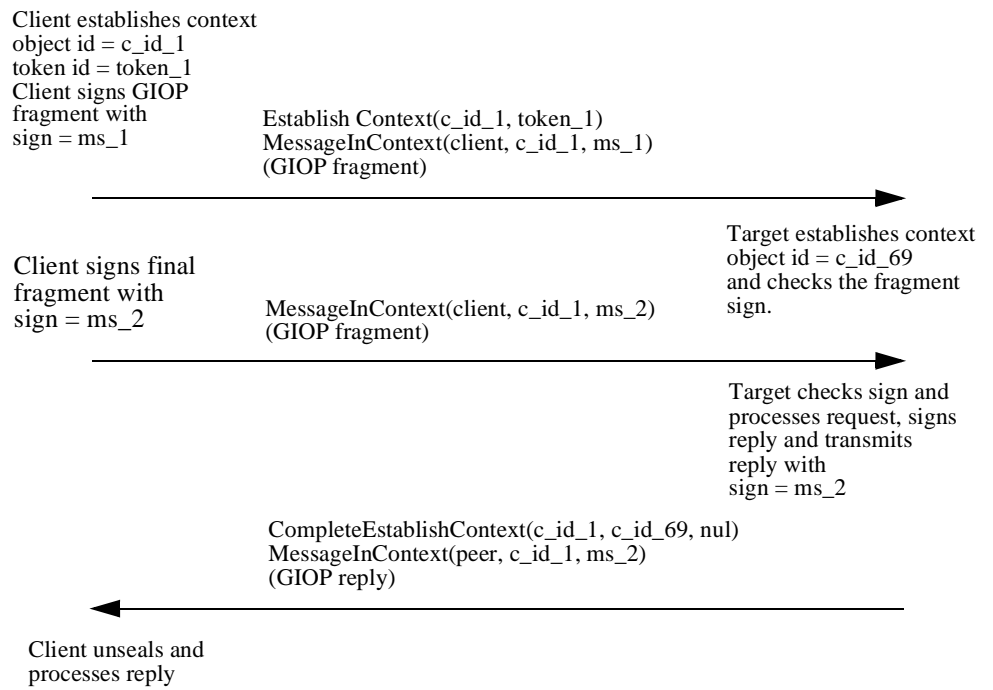 Client establishes context
object id = c_id_1
token id = token_1
Client signs GIOP
fragment with
sign = ms_1
Establish Context(c_id_1, token_1)
MessageInContext(client, c_id_1, ms_1)
(GIOP fragment)
Target establishes context
object id = c_id_69
and checks the fragment
sign.
Client signs final
fragment with
sign = ms_2
MessageInContext(client, c_id_1, ms_2)
(GIOP fragment)
Target checks sign and
processes request, signs
reply and transmits
reply with
sign = ms_2
CompleteEstablishContext(c_id_1, c_id_69, nul)
MessageInContext(peer, c_id_1, ms_2)
(GIOP reply)
Client unseals and
processes reply